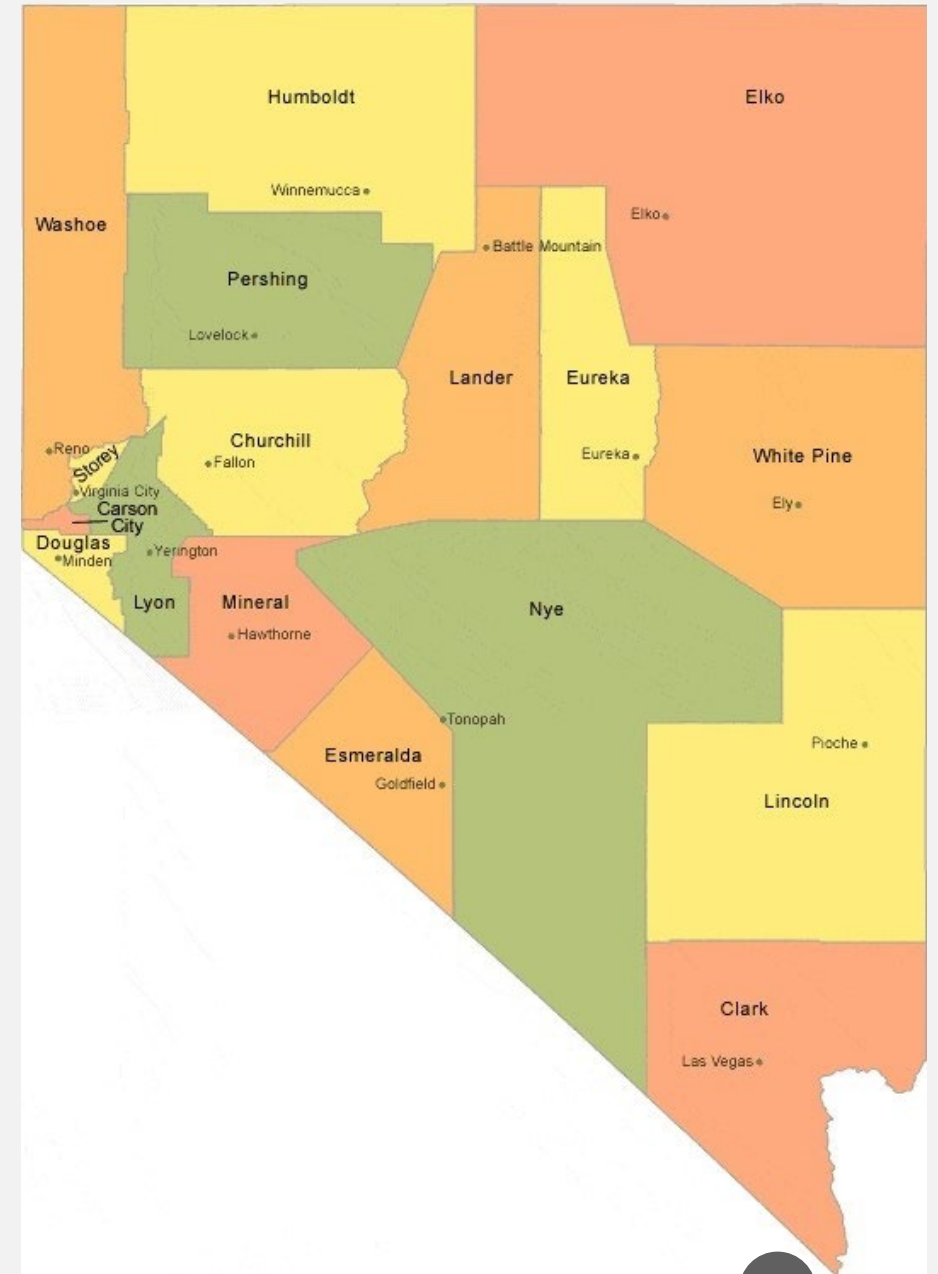 Humboldt
Elko
Winnemucca
Elko
Washoe
Battle Mountain
Pershing
Lovelock
Lander
Eureka
Churchill
Reno
Storey
Fallon
Eureka
White Pine
Virginia City
Ely
Carson
City
Douglas
Minden
Yerington
Lyon
Mineral
Nye
Hawthorne
Tonopah
Pioche
Esmeralda
Goldfield
Lincoln
Clark
Las Vegas